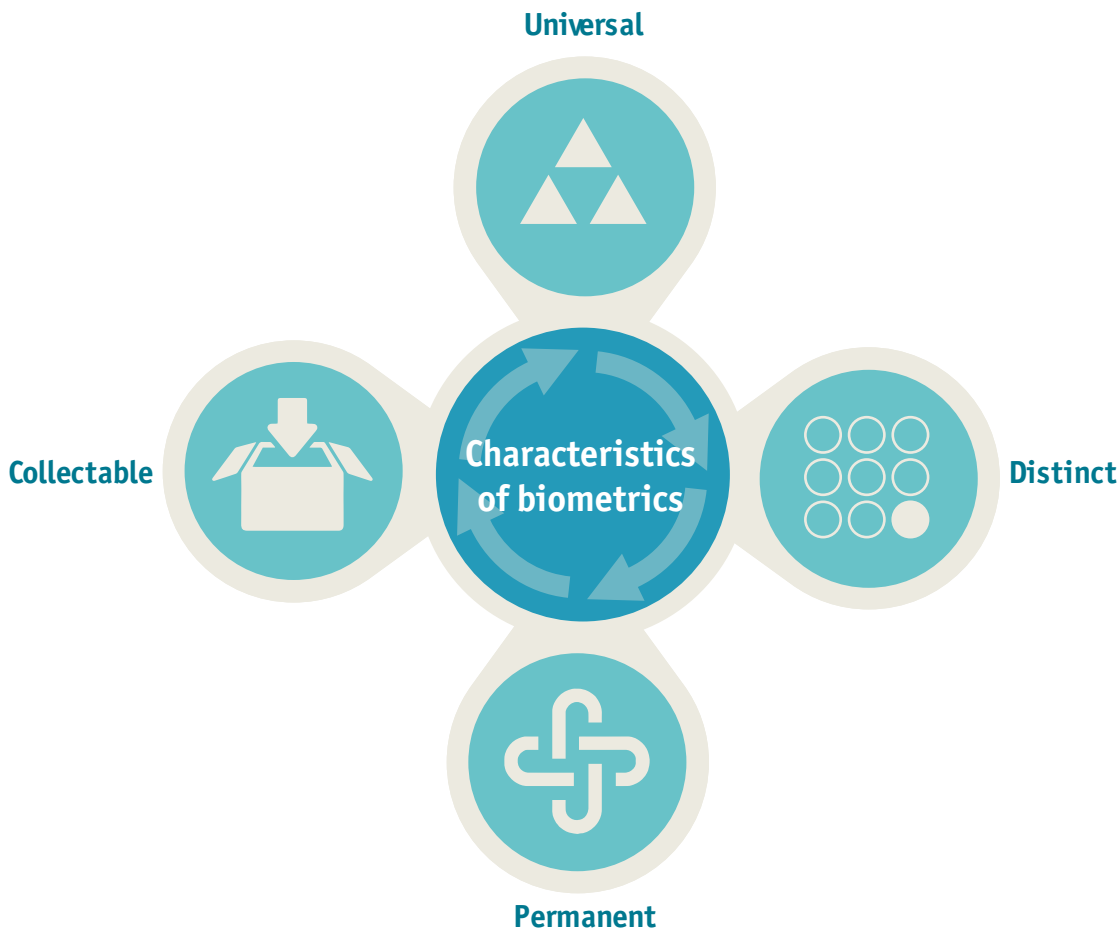 Universal
Collectable
Characteristics
of biometrics
Distinct
Permanent